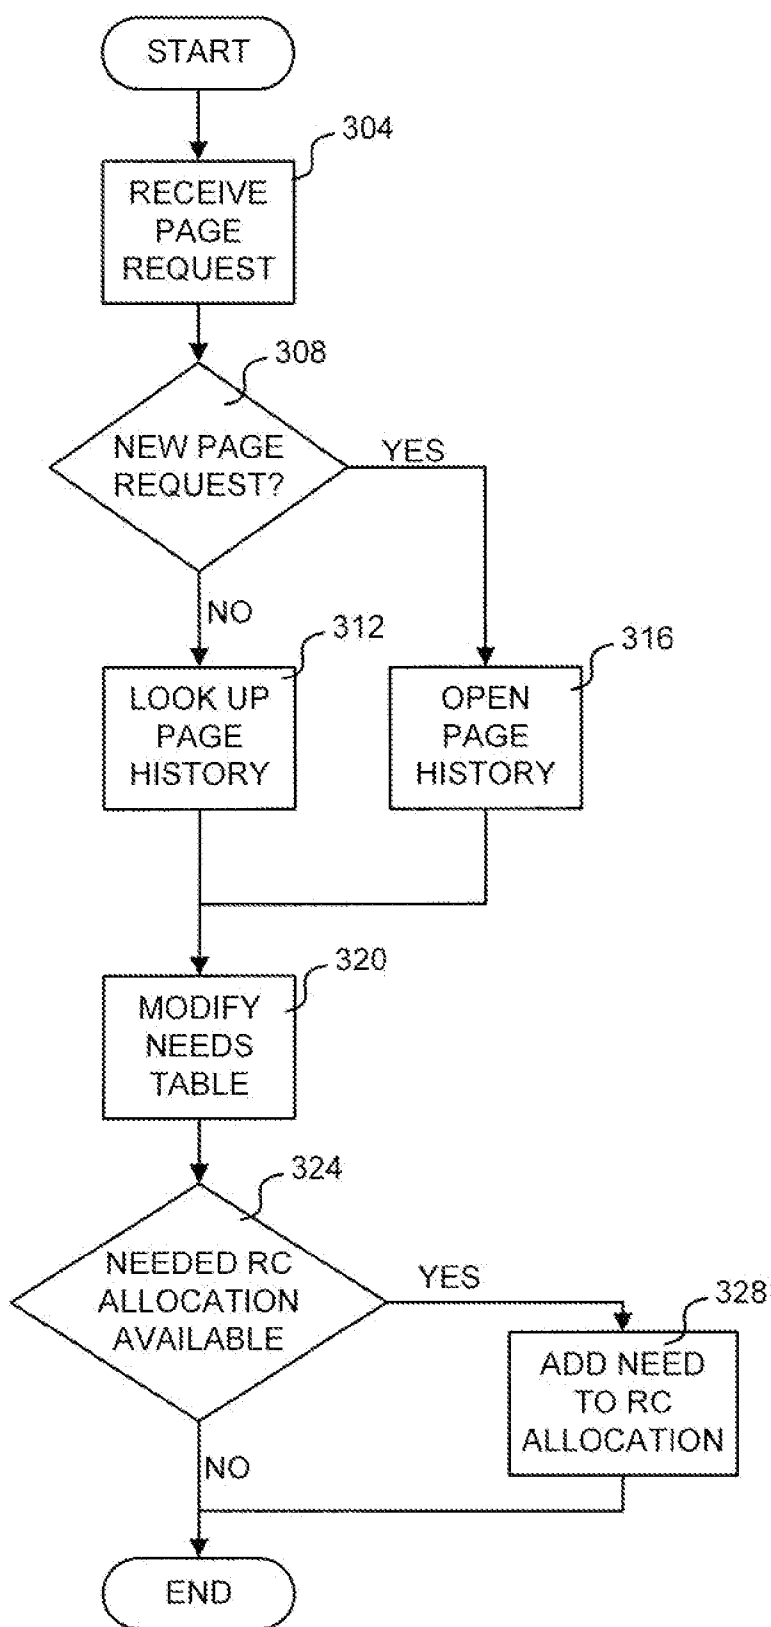 START
304
RECEIVE
PAGE
REQUEST
308
NEW PAGE
REQUEST?
YES
NO
312
LOOK UP
PAGE
HISTORY
316
OPEN
PAGE
HISTORY
320
MODIFY
NEEDS
TABLE
324
NEEDED RC
ALLOCATION
AVAILABLE
YES
328
ADD NEED
TO RC
ALLOCATION
NO
END